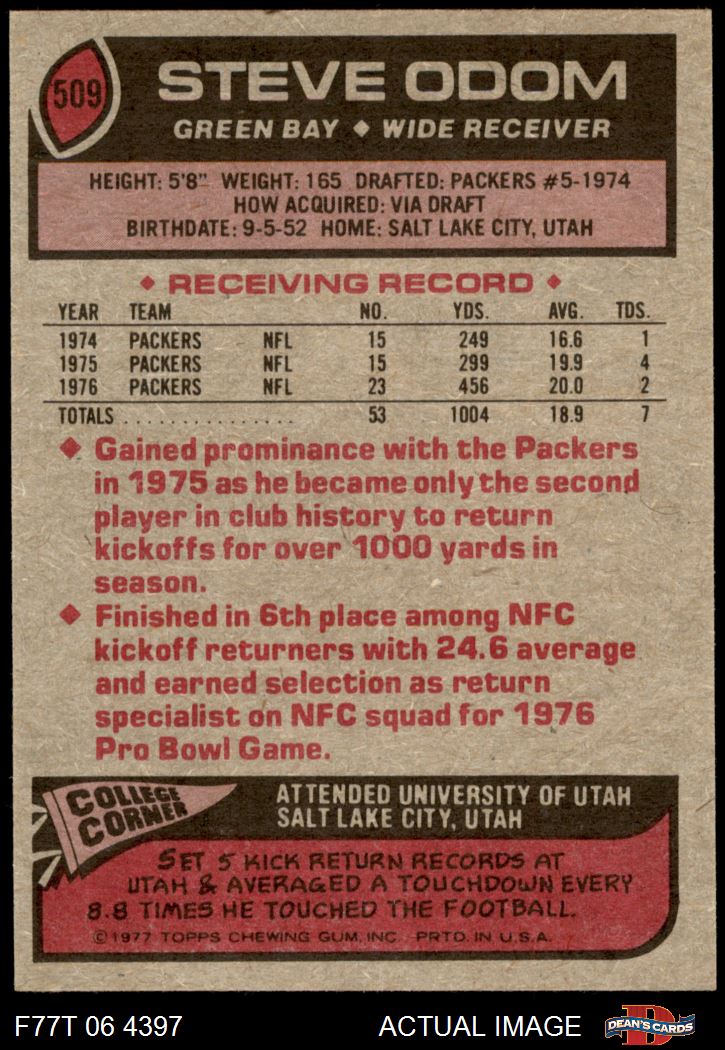 509
STEVE ODOM
GREEN BAY ♦ WIDE RECEIVER
HEIGHT: 5'8" WEIGHT: 165 DRAFTED: PACKERS #5-1974
HOW ACQUIRED: VIA DRAFT
BIRTHDATE: 9-5-52 HOME: SALT LAKE CITY, UTAH
♦ RECEIVING RECORD ♦
YEAR TEAM NO. YDS. AVG. TDS.
1974 PACKERS NFL 15 249 16.6 1
1975 PACKERS NFL 15 299 19.9 4
1976 PACKERS NFL 23 456 20.0 2
TOTALS . . . . . . . . . . . . . . . 53 1004 18.9 7
♦ Gained prominance with the Packers
in 1975 as he became only the second
player in club history to return
kickoffs for over 1000 yards in
season.
♦ Finished in 6th place among NFC
kickoff returners with 24.6 average
and earned selection as return
specialist on NFC squad for 1976
Pro Bowl Game.
COLLEGE
CORNER
ATTENDED UNIVERSITY OF UTAH
SALT LAKE CITY, UTAH
SET 5 KICK RETURN RECORDS AT
UTAH & AVERAGED A TOUCHDOWN EVERY
8.8 TIMES HE TOUCHED THE FOOTBALL.
© 1977 TOPPS CHEWING GUM, INC. PRTD. IN U.S.A.
F77T 06 4397 ACTUAL IMAGE
D
DEAN'S CARDS